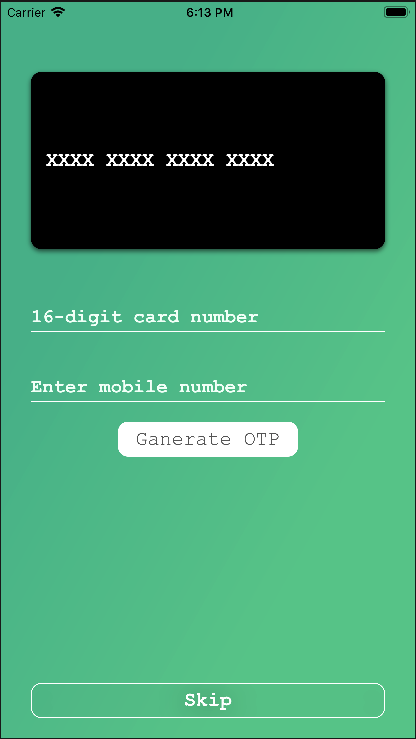 Carrier 6:13 PM
XXXX XXXX XXXX XXXX
16-digit card number
Enter mobile number
Ganerate OTP
Skip